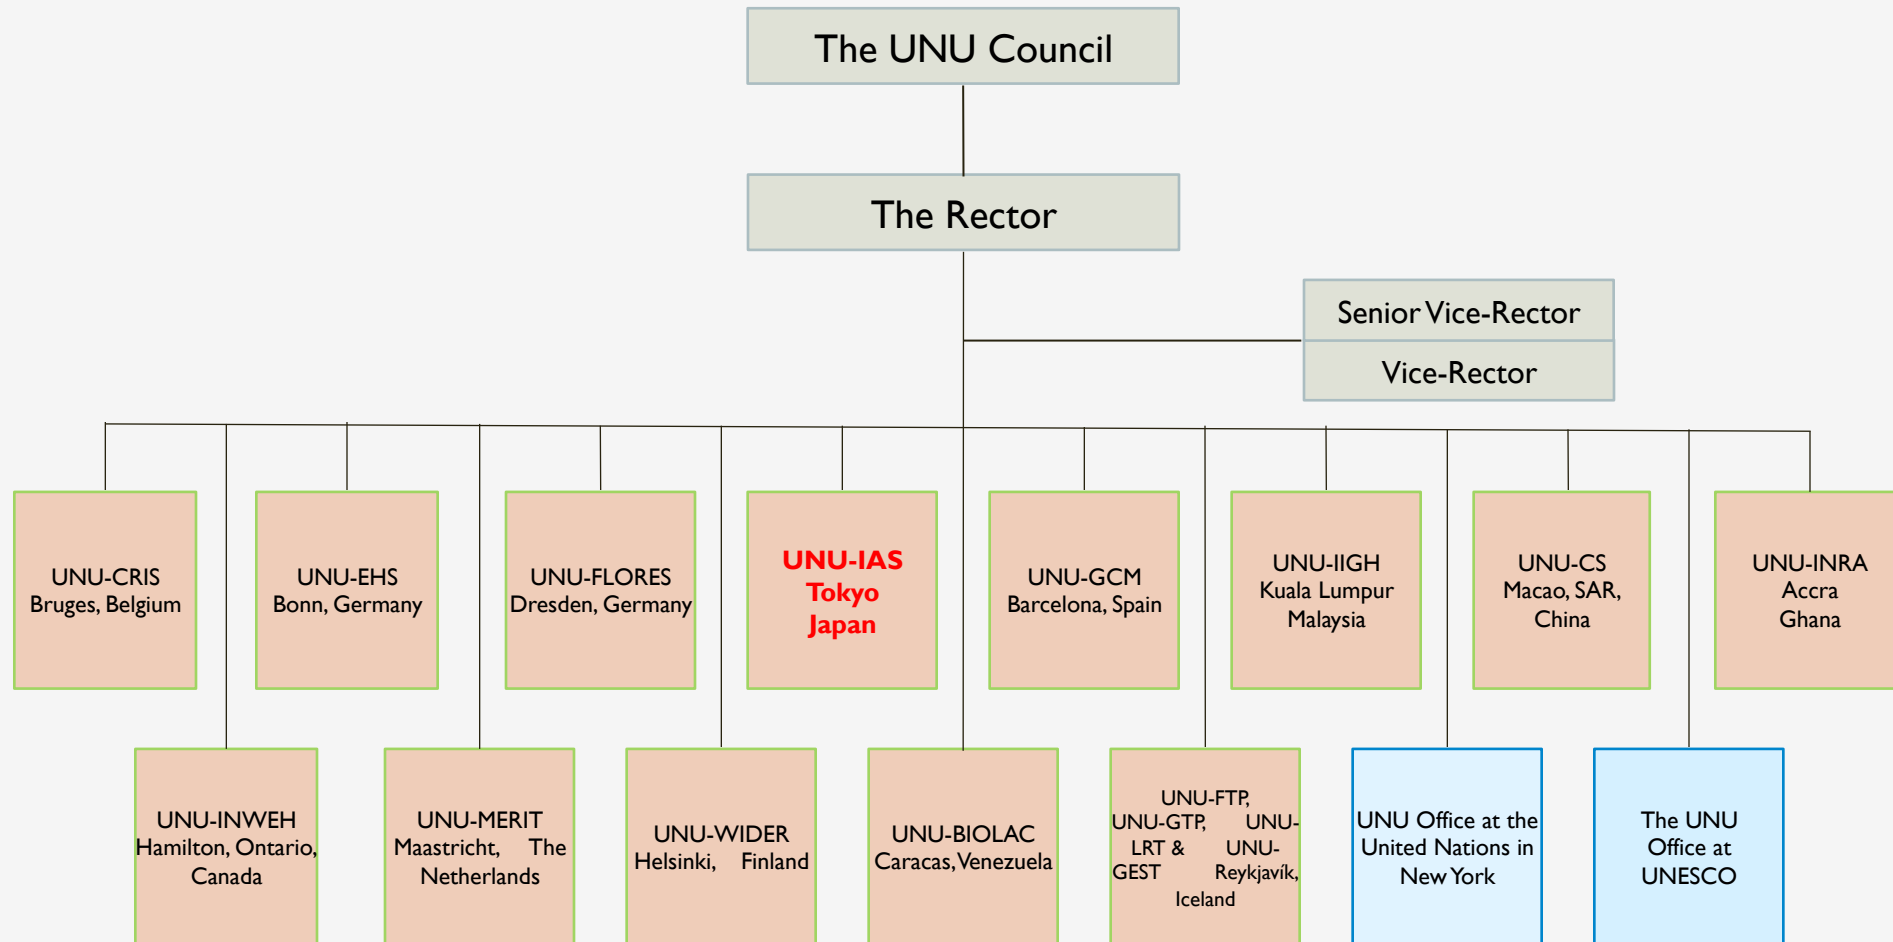 The UNU Council
The Rector
Senior Vice-Rector
Vice-Rector
UNU-CRIS
Bruges, Belgium
UNU-EHS
Bonn, Germany
UNU-FLORES
Dresden, Germany
UNU-IAS
Tokyo
Japan
UNU-GCM
Barcelona, Spain
UNU-IIGH
Kuala Lumpur
Malaysia
UNU-CS
Macao, SAR,
China
UNU-INRA
Accra
Ghana
UNU-INWEH
Hamilton, Ontario,
Canada
UNU-MERIT
Maastricht, The
Netherlands
UNU-WIDER
Helsinki, Finland
UNU-BIOLAC
Caracas, Venezuela
UNU-FTP,
UNU-GTP, UNU-
LRT & UNU-
GEST Reykjavík,
Iceland
UNU Office at the
United Nations in
New York
The UNU
Office at
UNESCO